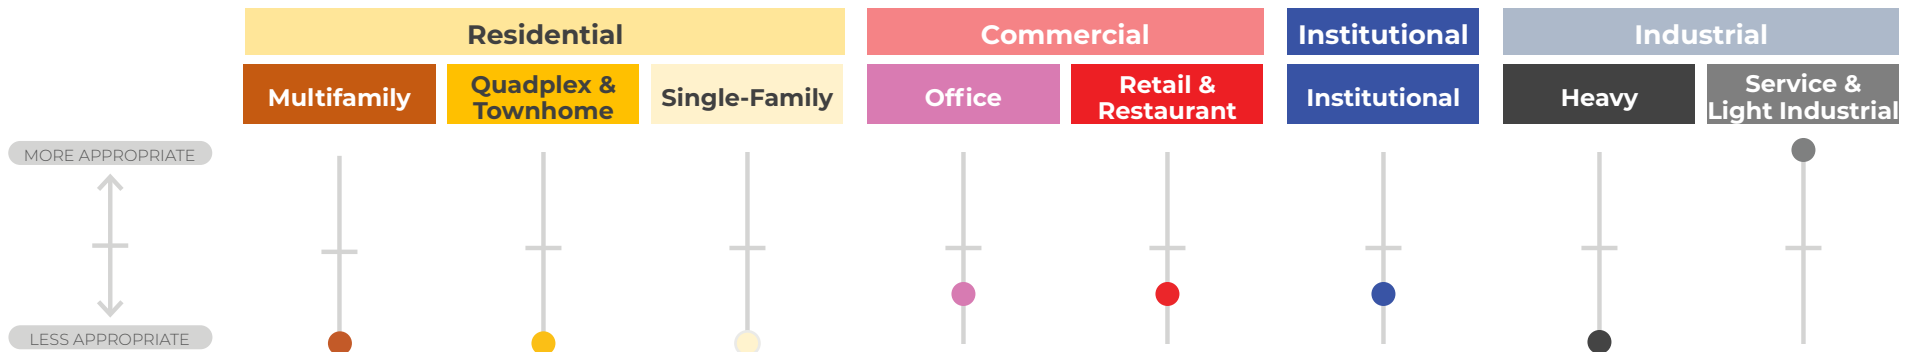 Residential
Commercial
Institutional
Industrial
Multifamily
Quadplex &
Townhome
Single-Family
Office
Retail &
Restaurant
Institutional
Heavy
Service &
Light Industrial
MORE APPROPRIATE
LESS APPROPRIATE